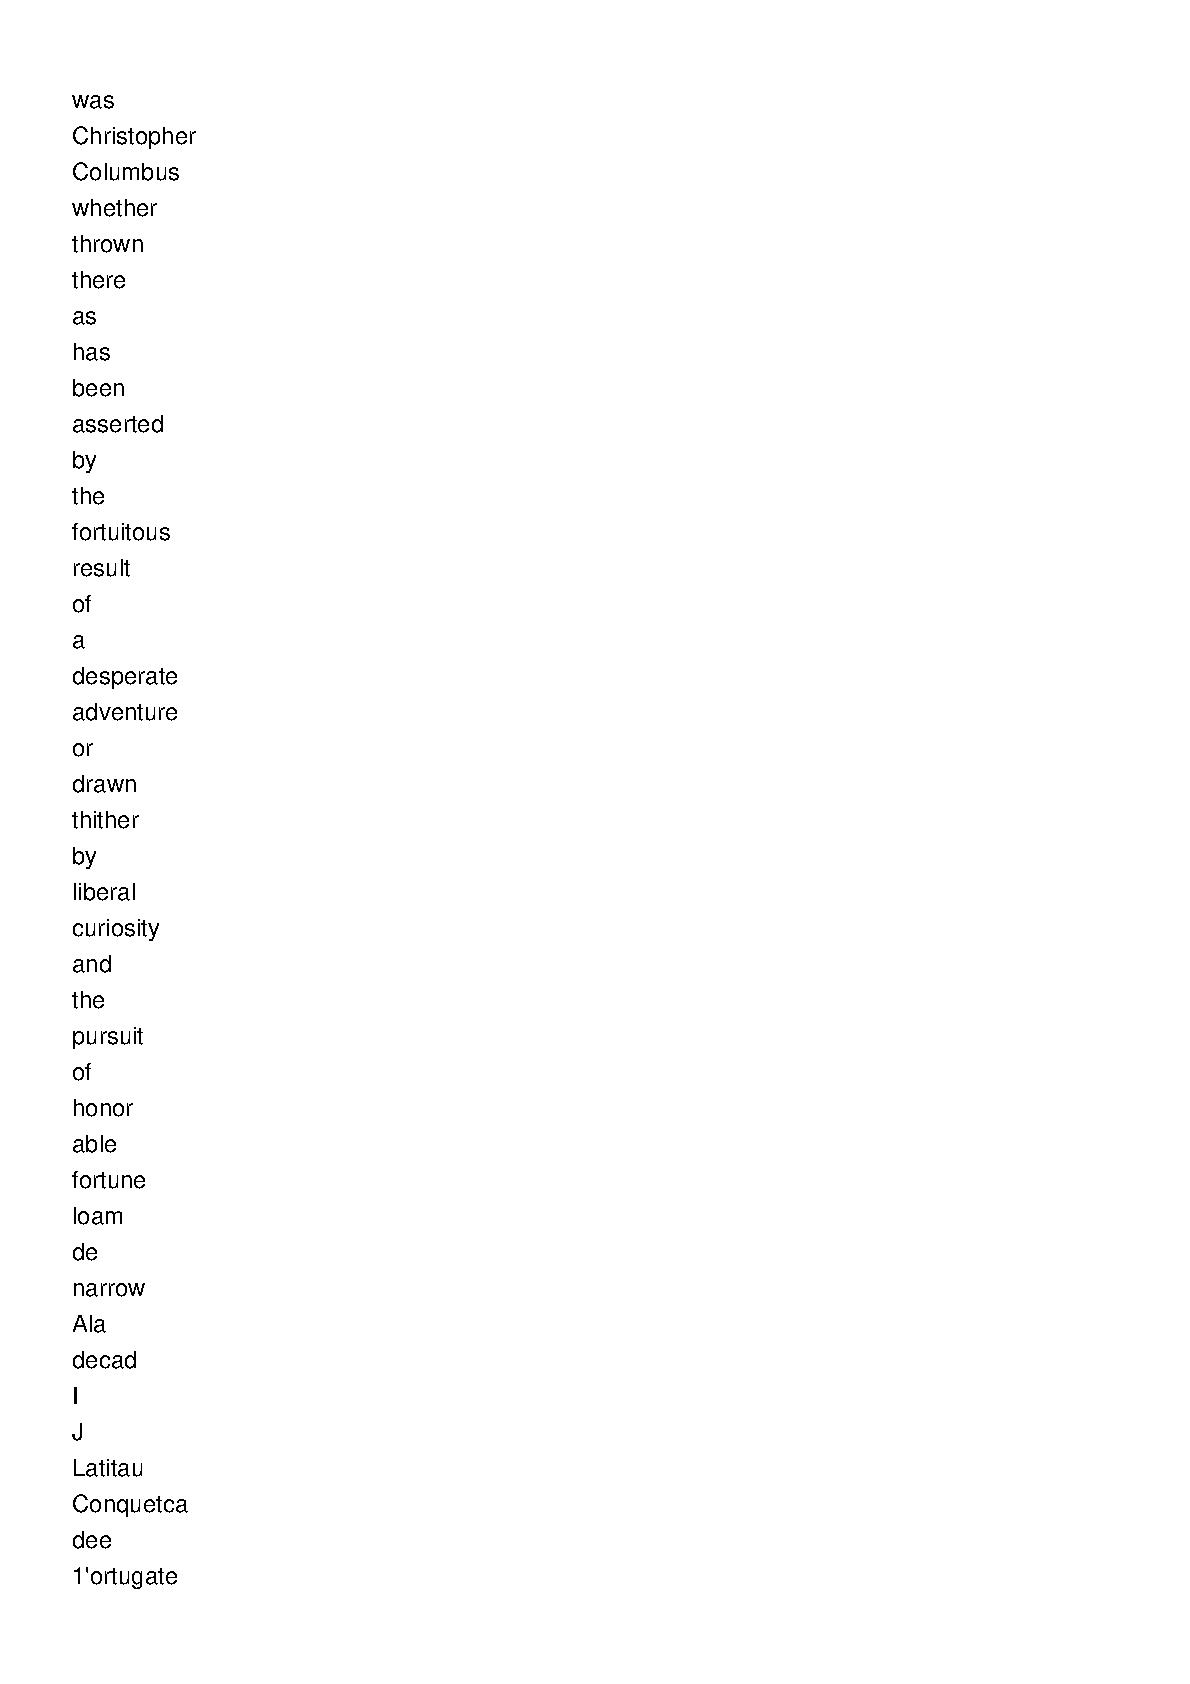 was
Christopher
Columbus
whether
thrown
there
as
has
been
asserted
by
the
fortuitous
result
of
a
desperate
adventure
or
drawn
thither
by
liberal
curiosity
and
the
pursuit
of
honor
able
fortune
loam
de
narrow
Ala
decad
I
J
Latitau
Conquetca
dee
1'ortugate